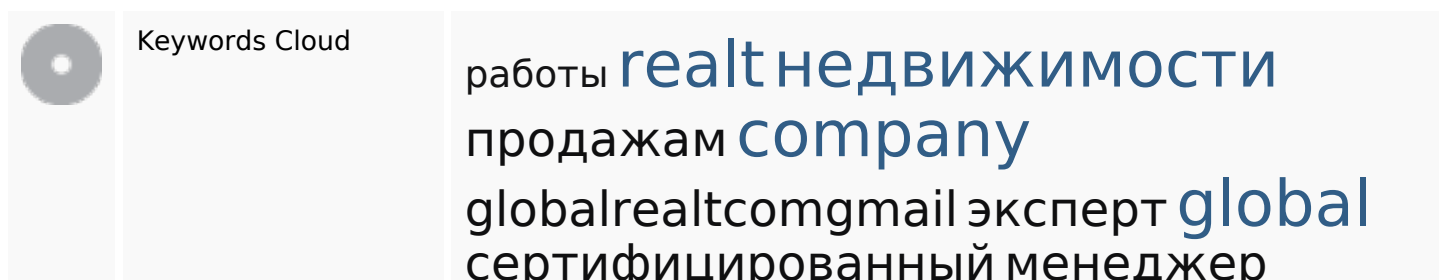 Keywords Cloud
работы realt недвижимости
продажам company
globalrealtcomgmail эксперт global
сертифицированный менеджер